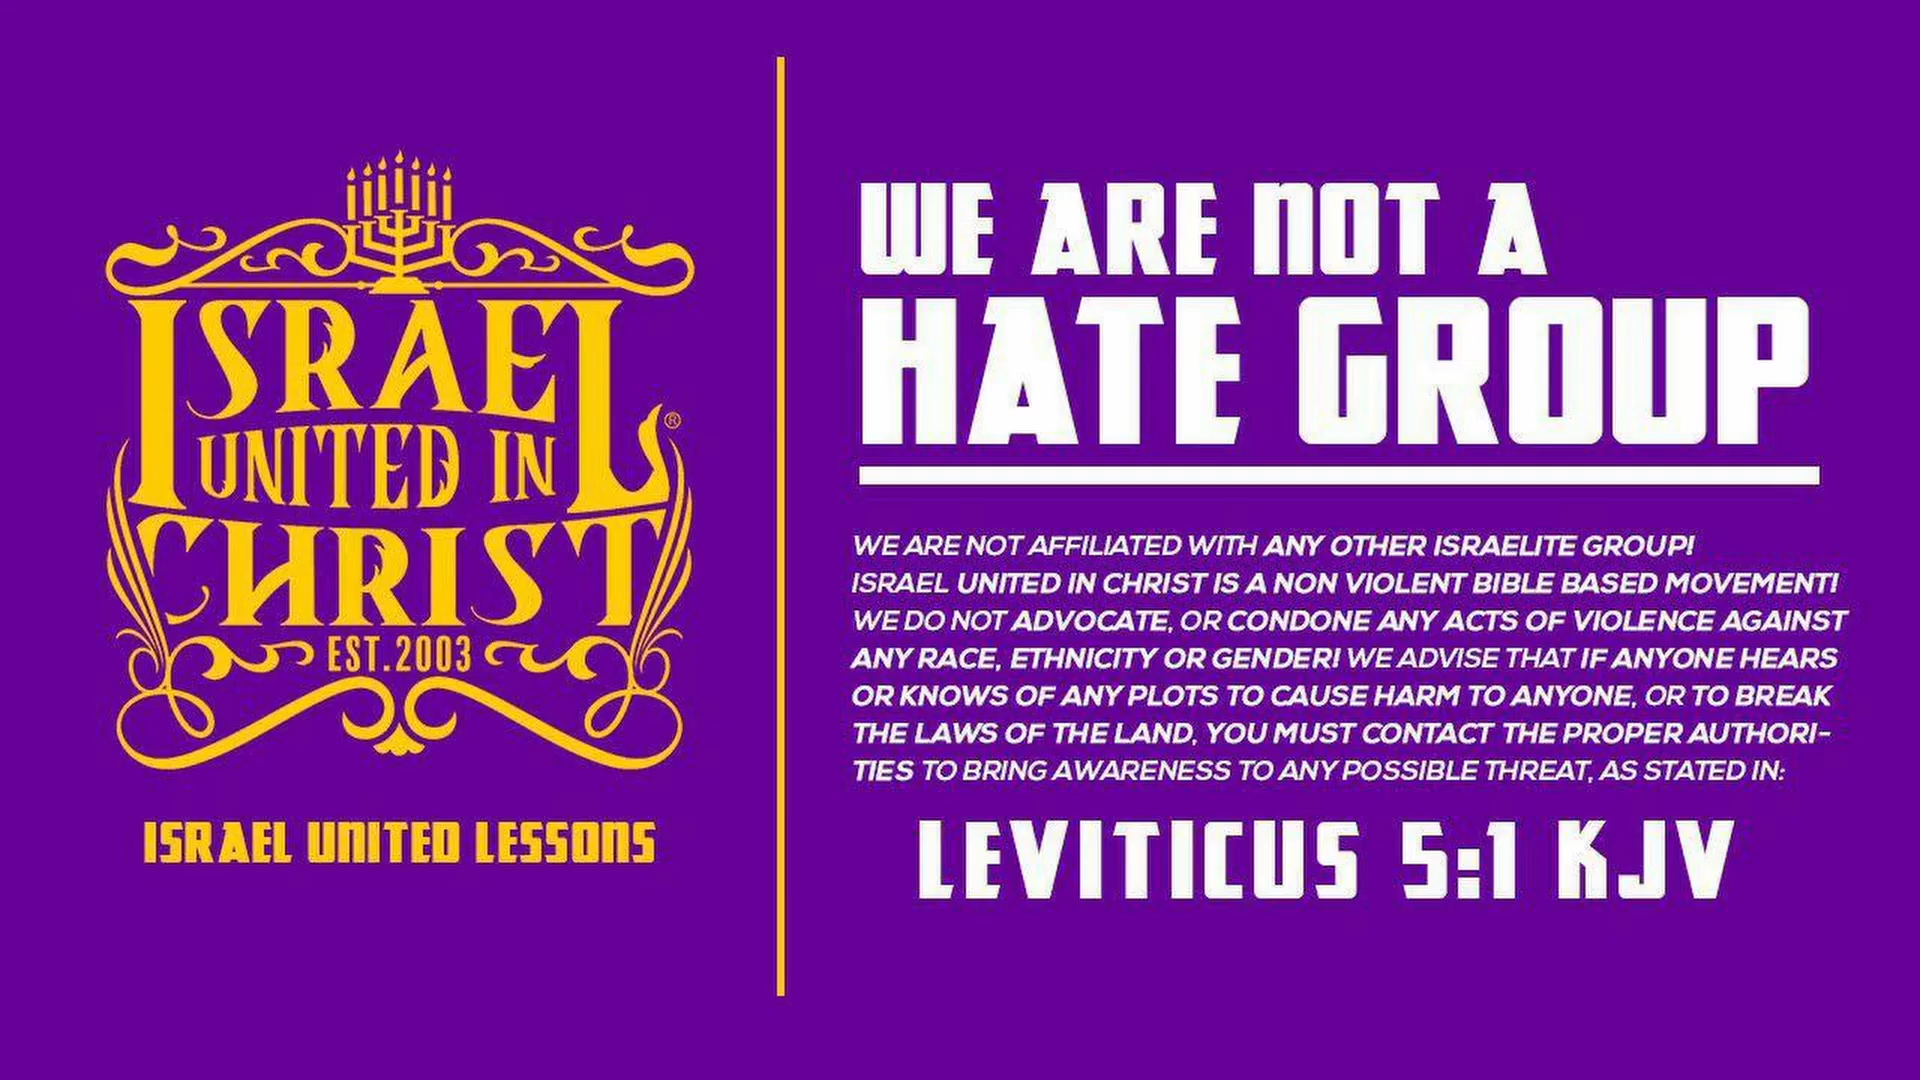 ISRAEL
UNITED IN
CHRIST
®
EST.2003
ISRAEL UNITED LESSONS
WE ARE NOT A
HATE GROUP
WE ARE NOT AFFILIATED WITH ANY OTHER ISRAELITE GROUP!
ISRAEL UNITED IN CHRIST IS A NON VIOLENT BIBLE BASED MOVEMENT!
WE DO NOT ADVOCATE, OR CONDONE ANY ACTS OF VIOLENCE AGAINST
ANY RACE, ETHNICITY OR GENDER! WE ADVISE THAT IF ANYONE HEARS
OR KNOWS OF ANY PLOTS TO CAUSE HARM TO ANYONE, OR TO BREAK
THE LAWS OF THE LAND, YOU MUST CONTACT THE PROPER AUTHORI-
TIES TO BRING AWARENESS TO ANY POSSIBLE THREAT, AS STATED IN:
LEVITICUS 5:1 KJV